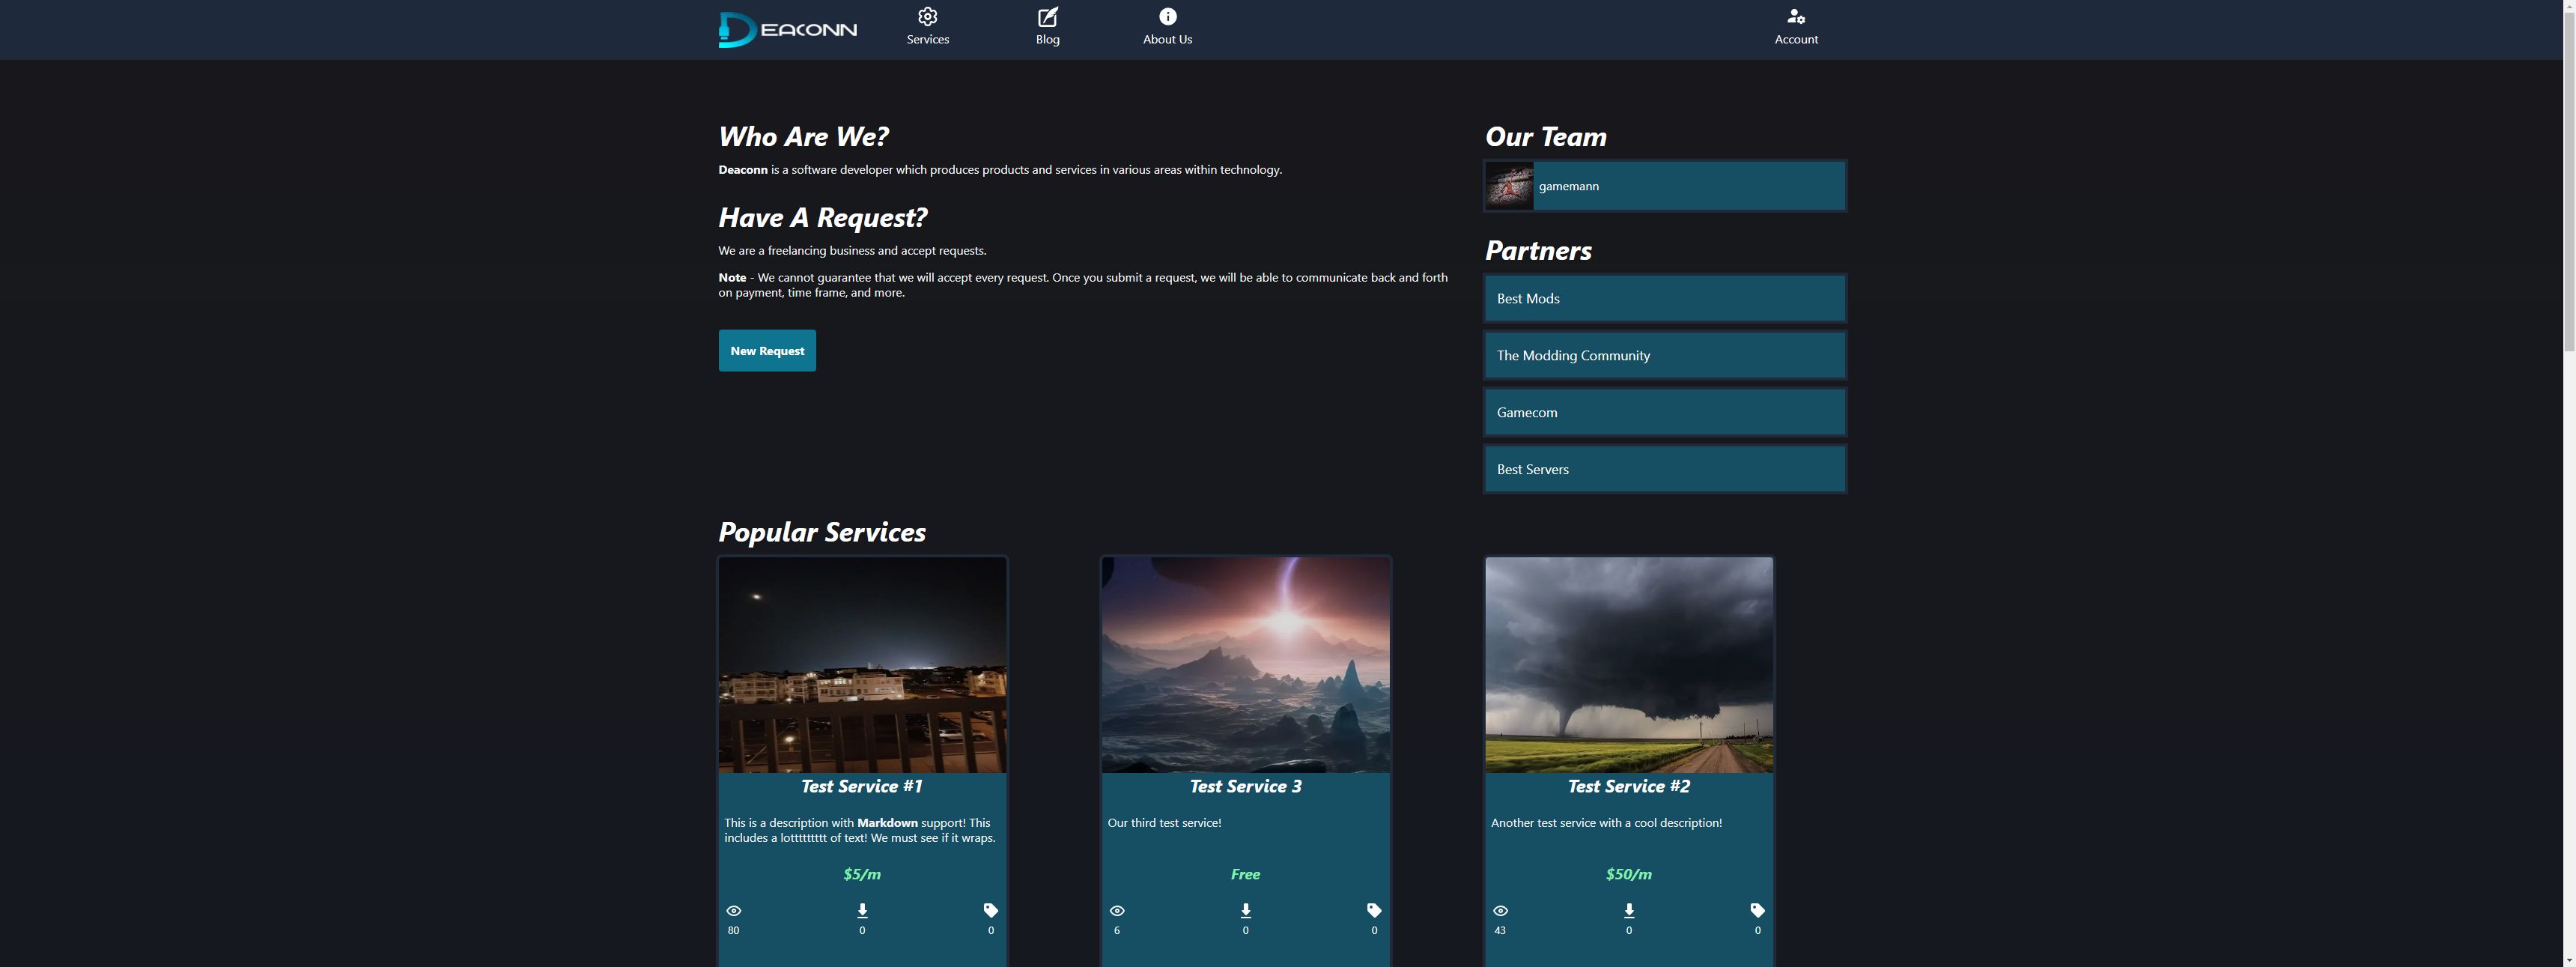 DEACONN
Services
Blog
About Us
Account
Who Are We?
Deaconn is a software developer which produces products and services in various areas within technology.
Have A Request?
We are a freelancing business and accept requests.
Note - We cannot guarantee that we will accept every request. Once you submit a request, we will be able to communicate back and forth
on payment, time frame, and more.
New Request
Our Team
gamemann
Partners
Best Mods
The Modding Community
Gamecom
Best Servers
Popular Services
Test Service #1
This is a description with Markdown support! This
includes a lottttttttt of text! We must see if it wraps.
$5/m
80
0
0
Test Service 3
Our third test service!
Free
6
0
0
Test Service #2
Another test service with a cool description!
$50/m
43
0
0